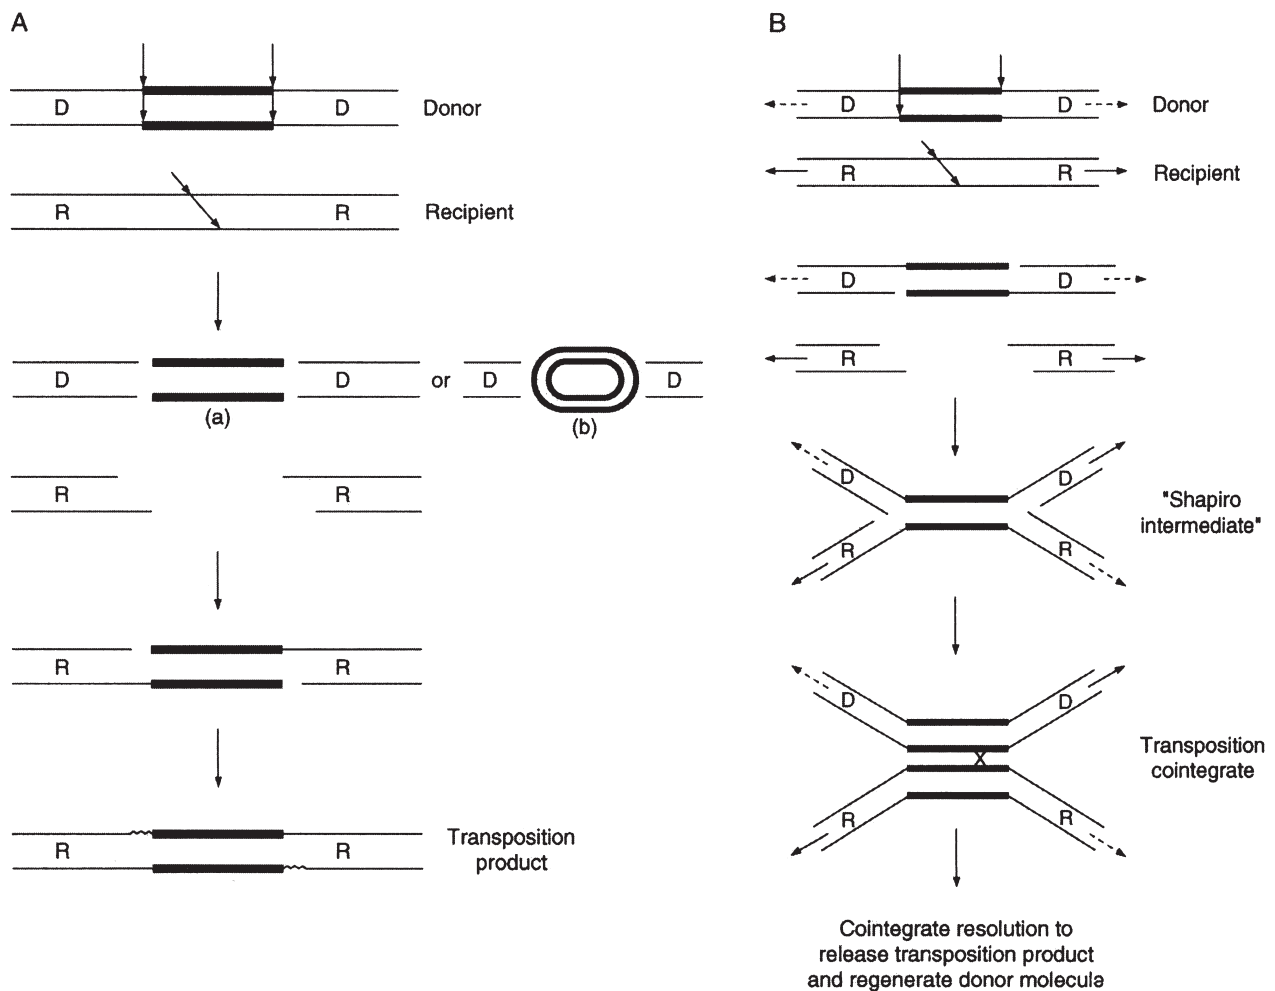 A
D D Donor
R R Recipient
D D or D D
(a) (b)
R R
R R
R R Transposition
product
B
D D Donor
R R Recipient
D D
R R
D D
"Shapiro
intermediate"
R R
D D
Transposition
cointegrate
X
R R
Cointegrate resolution to
release transposition product
and regenerate donor molecule